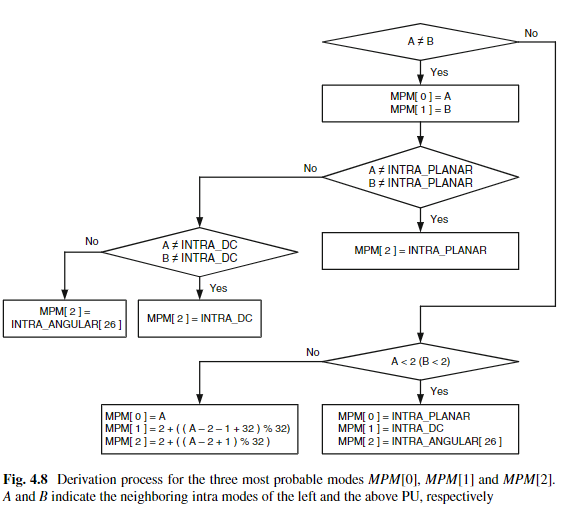 A ≠ B
No
Yes
MPM[ 0 ] = A
MPM[ 1 ] = B
No
A ≠ INTRA_PLANAR
B ≠ INTRA_PLANAR
Yes
MPM[ 2 ] = INTRA_PLANAR
No
A ≠ INTRA_DC
B ≠ INTRA_DC
Yes
MPM[ 2 ] =
INTRA_ANGULAR[ 26 ]
MPM[ 2 ] = INTRA_DC
No
A < 2 (B < 2)
Yes
MPM[ 0 ] = A
MPM[ 1 ] = 2 + ( ( A – 2 – 1 + 32 ) % 32)
MPM[ 2 ] = 2 + ( ( A – 2 + 1 ) % 32 )
MPM[ 0 ] = INTRA_PLANAR
MPM[ 1 ] = INTRA_DC
MPM[ 2 ] = INTRA_ANGULAR[ 26 ]
Fig. 4.8 Derivation process for the three most probable modes MPM[0], MPM[1] and MPM[2].
A and B indicate the neighboring intra modes of the left and the above PU, respectively